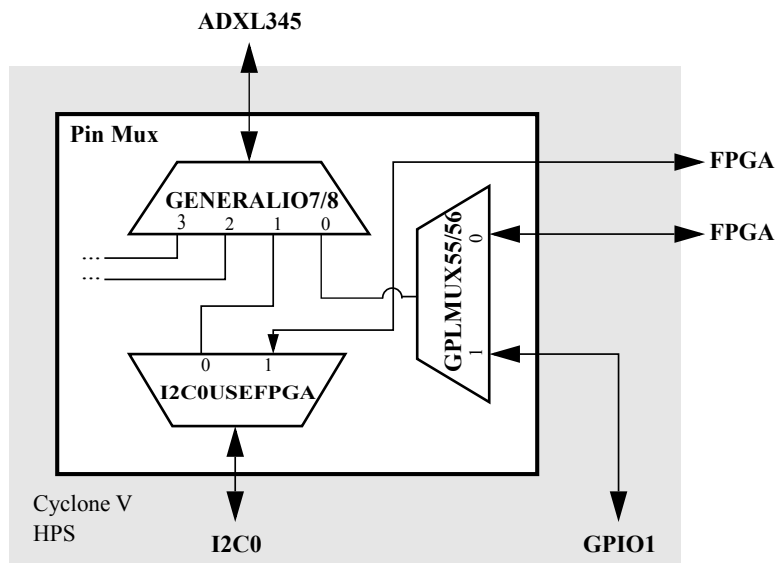 ADXL345
Pin Mux
FPGA
GENERALIO7/8
3 2 1 0
FPGA
GPLMUX55/56
0
1
...
...
0 1
I2C0USEFPGA
Cyclone V
HPS
I2C0
GPIO1